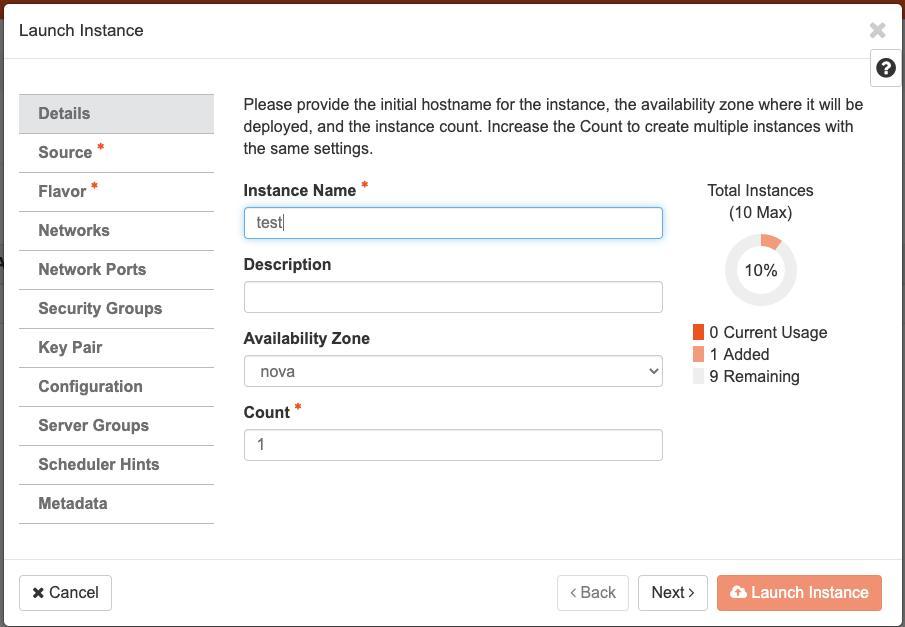 Launch Instance
Details
Source *
Flavor *
Networks
Network Ports
Security Groups
Key Pair
Configuration
Server Groups
Scheduler Hints
Metadata
Please provide the initial hostname for the instance, the availability zone where it will be
deployed, and the instance count. Increase the Count to create multiple instances with
the same settings.
Instance Name *
test
Description
Availability Zone
nova
Count *
1
Total Instances
(10 Max)
10%
0 Current Usage
1 Added
9 Remaining
Cancel
< Back
Next >
Launch Instance